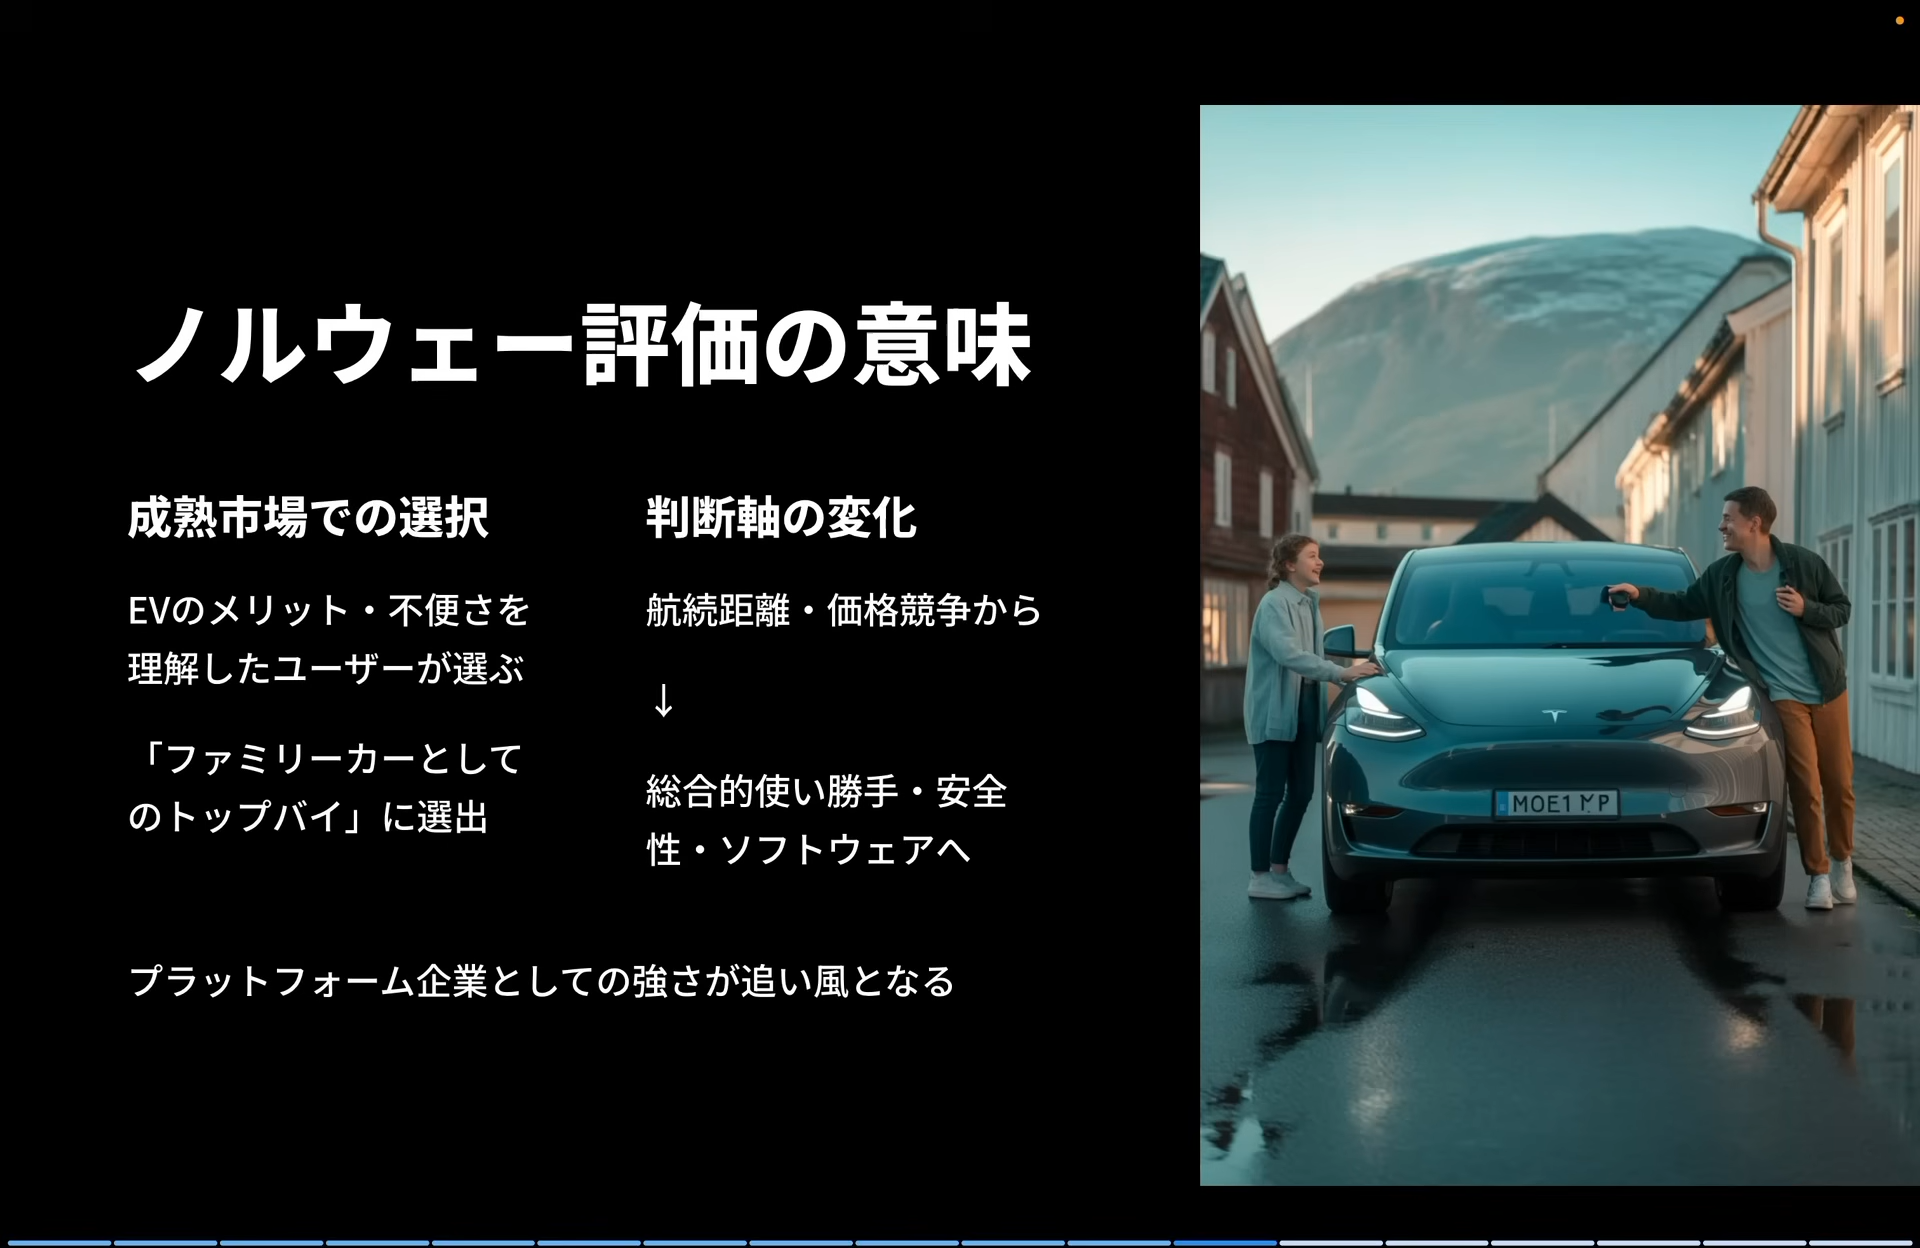 ノルウェー評価の意味
成熟市場での選択
EVのメリット・不便さを
理解したユーザーが選ぶ
「ファミリーカーとして
のトップバイ」に選出
判断軸の変化
航続距離・価格競争から
↓
総合的使い勝手・安全
性・ソフトウェアへ
プラットフォーム企業としての強さが追い風となる